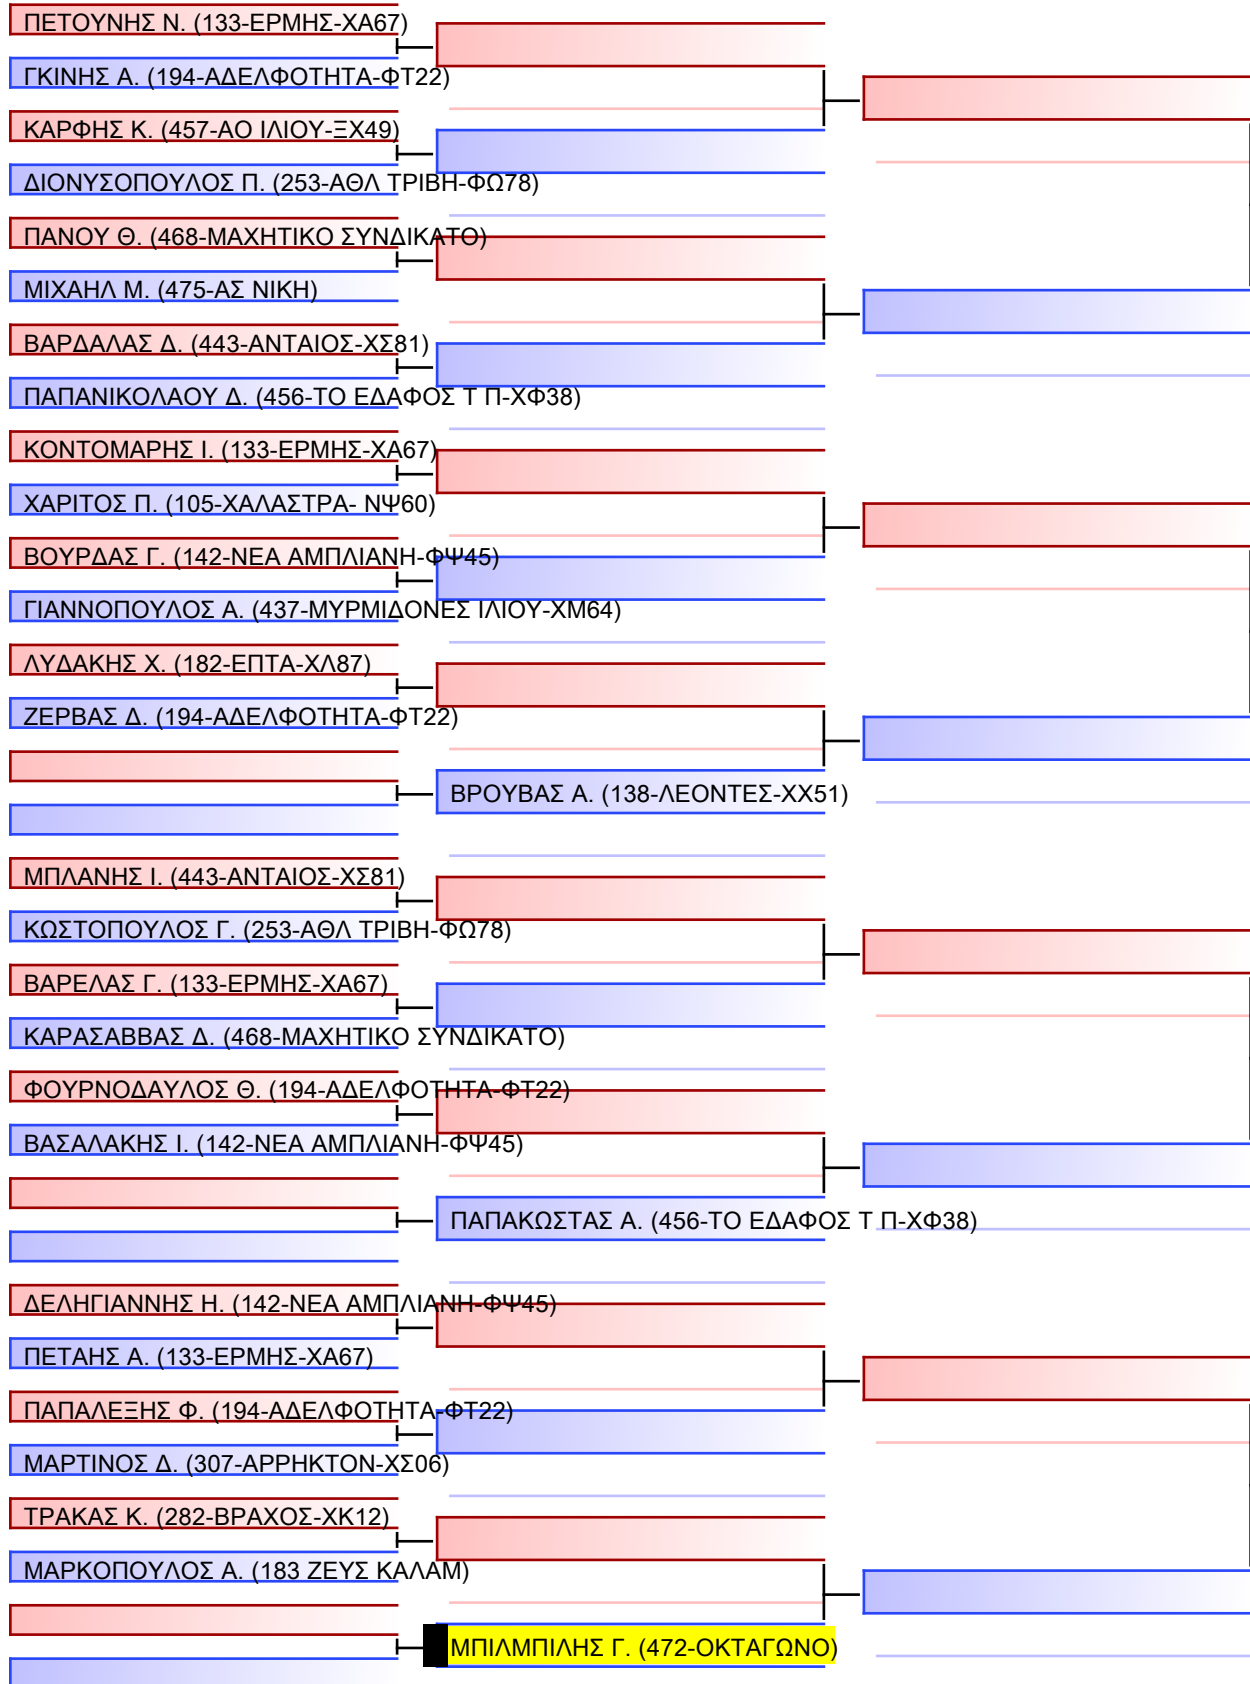 ΠΕΤΟΥΝΗΣ Ν. (133-ΕΡΜΗΣ-ΧΑ67)
ΓΚΙΝΗΣ Α. (194-ΑΔΕΛΦΟΤΗΤΑ-ΦΤ22)
ΚΑΡΦΗΣ Κ. (457-ΑΟ ΙΛΙΟΥ-ΞΧ49)
ΔΙΟΝΥΣΟΠΟΥΛΟΣ Π. (253-ΑΘΛ ΤΡΙΒΗ-ΦΩ78)
ΠΑΝΟΥ Θ. (468-ΜΑΧΗΤΙΚΟ ΣΥΝΔΙΚΑΤΟ)
ΜΙΧΑΗΛ Μ. (475-ΑΣ ΝΙΚΗ)
ΒΑΡΔΑΛΑΣ Δ. (443-ΑΝΤΑΙΟΣ-ΧΣ81)
ΠΑΠΑΝΙΚΟΛΑΟΥ Δ. (456-ΤΟ ΕΔΑΦΟΣ Τ Π-ΧΦ38)
ΚΟΝΤΟΜΑΡΗΣ Ι. (133-ΕΡΜΗΣ-ΧΑ67)
ΧΑΡΙΤΟΣ Π. (105-ΧΑΛΑΣΤΡΑ- ΝΨ60)
ΒΟΥΡΔΑΣ Γ. (142-ΝΕΑ ΑΜΠΛΙΑΝΗ-ΦΨ45)
ΓΙΑΝΝΟΠΟΥΛΟΣ Α. (437-ΜΥΡΜΙΔΟΝΕΣ ΙΛΙΟΥ-ΧΜ64)
ΛΥΔΑΚΗΣ Χ. (182-ΕΠΤΑ-ΧΛ87)
ΖΕΡΒΑΣ Δ. (194-ΑΔΕΛΦΟΤΗΤΑ-ΦΤ22)
ΒΡΟΥΒΑΣ Α. (138-ΛΕΟΝΤΕΣ-ΧΧ51)
ΜΠΛΑΝΗΣ Ι. (443-ΑΝΤΑΙΟΣ-ΧΣ81)
ΚΩΣΤΟΠΟΥΛΟΣ Γ. (253-ΑΘΛ ΤΡΙΒΗ-ΦΩ78)
ΒΑΡΕΛΑΣ Γ. (133-ΕΡΜΗΣ-ΧΑ67)
ΚΑΡΑΣΑΒΒΑΣ Δ. (468-ΜΑΧΗΤΙΚΟ ΣΥΝΔΙΚΑΤΟ)
ΦΟΥΡΝΟΔΑΥΛΟΣ Θ. (194-ΑΔΕΛΦΟΤΗΤΑ-ΦΤ22)
ΒΑΣΑΛΑΚΗΣ Ι. (142-ΝΕΑ ΑΜΠΛΙΑΝΗ-ΦΨ45)
ΠΑΠΑΚΩΣΤΑΣ Α. (456-ΤΟ ΕΔΑΦΟΣ Τ Π-ΧΦ38)
ΔΕΛΗΓΙΑΝΝΗΣ Η. (142-ΝΕΑ ΑΜΠΛΙΑΝΗ-ΦΨ45)
ΠΕΤΑΗΣ Α. (133-ΕΡΜΗΣ-ΧΑ67)
ΠΑΠΑΛΕΞΗΣ Φ. (194-ΑΔΕΛΦΟΤΗΤΑ-ΦΤ22)
ΜΑΡΤΙΝΟΣ Δ. (307-ΑΡΡΗΚΤΟΝ-ΧΣ06)
ΤΡΑΚΑΣ Κ. (282-ΒΡΑΧΟΣ-ΧΚ12)
ΜΑΡΚΟΠΟΥΛΟΣ Α. (183 ΖΕΥΣ ΚΑΛΑΜ)
ΜΠΙΛΜΠΙΛΗΣ Γ. (472-ΟΚΤΑΓΩΝΟ)